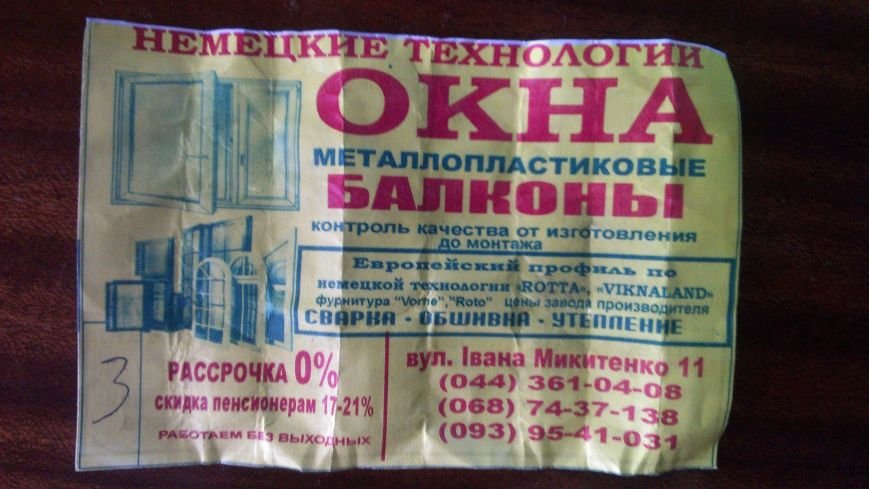 НЕМЕЦКИЕ ТЕХНОЛОГИИ
ОКНА
МЕТАЛЛОПЛАСТИКОВЫЕ
БАЛКОНЫ
КОНТРОЛЬ КАЧЕСТВА ОТ ИЗГОТОВЛЕНИЯ
ДО МОНТАЖА
Европейский профиль по
немецкой технологии «ROTTA», «VIKNALAND»
фурнитура "Vorne","Roto" цены завода производителя
СВАРКА · ОБШИВКА · УТЕПЛЕНИЕ
3
РАССРОЧКА 0%
СКИДКА ПЕНСИОНЕРАМ 17-21%
РАБОТАЕМ БЕЗ ВЫХОДНЫХ
вул. Івана Микитенко 11
(044) 361-04-08
(068) 74-37-138
(093) 95-41-031